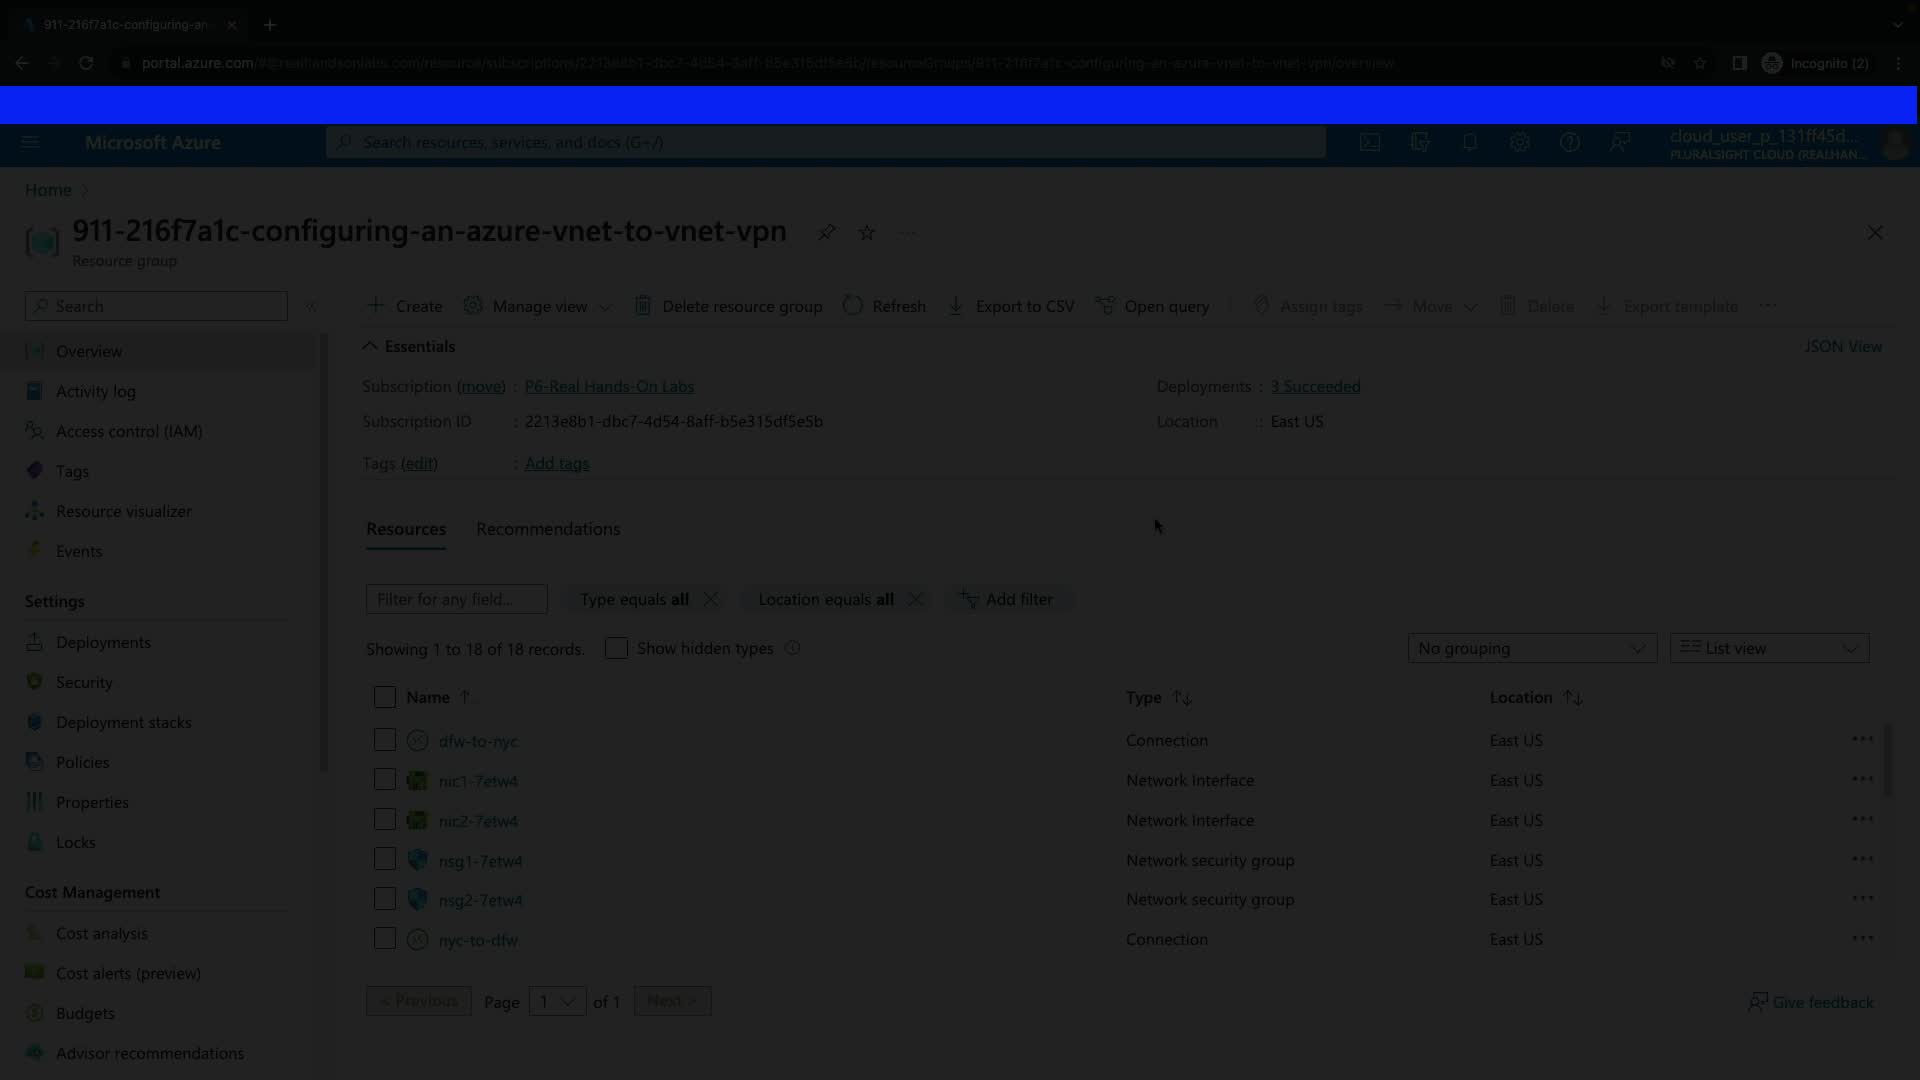 911-216f7a1c-configuring-an-
portal.azure.com/#@realhandsonlabs.com/resource/subscriptions/2213e8b1-dbc7-4d54-8aff-b5e315df5e5b/resourceGroups/911-216f7a1c-configuring-an-azure-vnet-to-vnet-vpn/overview
Incognito (2)
Microsoft Azure
Search resources, services, and docs (G+/)
cloud_user_p_131ff45d...
PLURALSIGHT CLOUD (REALHAN...
Home
911-216f7a1c-configuring-an-azure-vnet-to-vnet-vpn
Resource group
Search
Create Manage view Delete resource group Refresh Export to CSV Open query Assign tags Move Delete Export template
Overview
Activity log
Access control (IAM)
Tags
Resource visualizer
Events
Settings
Deployments
Security
Deployment stacks
Policies
Properties
Locks
Cost Management
Cost analysis
Cost alerts (preview)
Budgets
Advisor recommendations
Essentials
JSON View
Subscription (move) : P6-Real Hands-On Labs
Deployments : 3 Succeeded
Subscription ID : 2213e8b1-dbc7-4d54-8aff-b5e315df5e5b
Location : East US
Tags (edit) : Add tags
Resources Recommendations
Filter for any field... Type equals all Location equals all Add filter
Showing 1 to 18 of 18 records. Show hidden types
No grouping List view
Name Type Location
dfw-to-nyc Connection East US
nic1-7etw4 Network Interface East US
nic2-7etw4 Network Interface East US
nsg1-7etw4 Network security group East US
nsg2-7etw4 Network security group East US
nyc-to-dfw Connection East US
< Previous Page 1 of 1 Next >
Give feedback